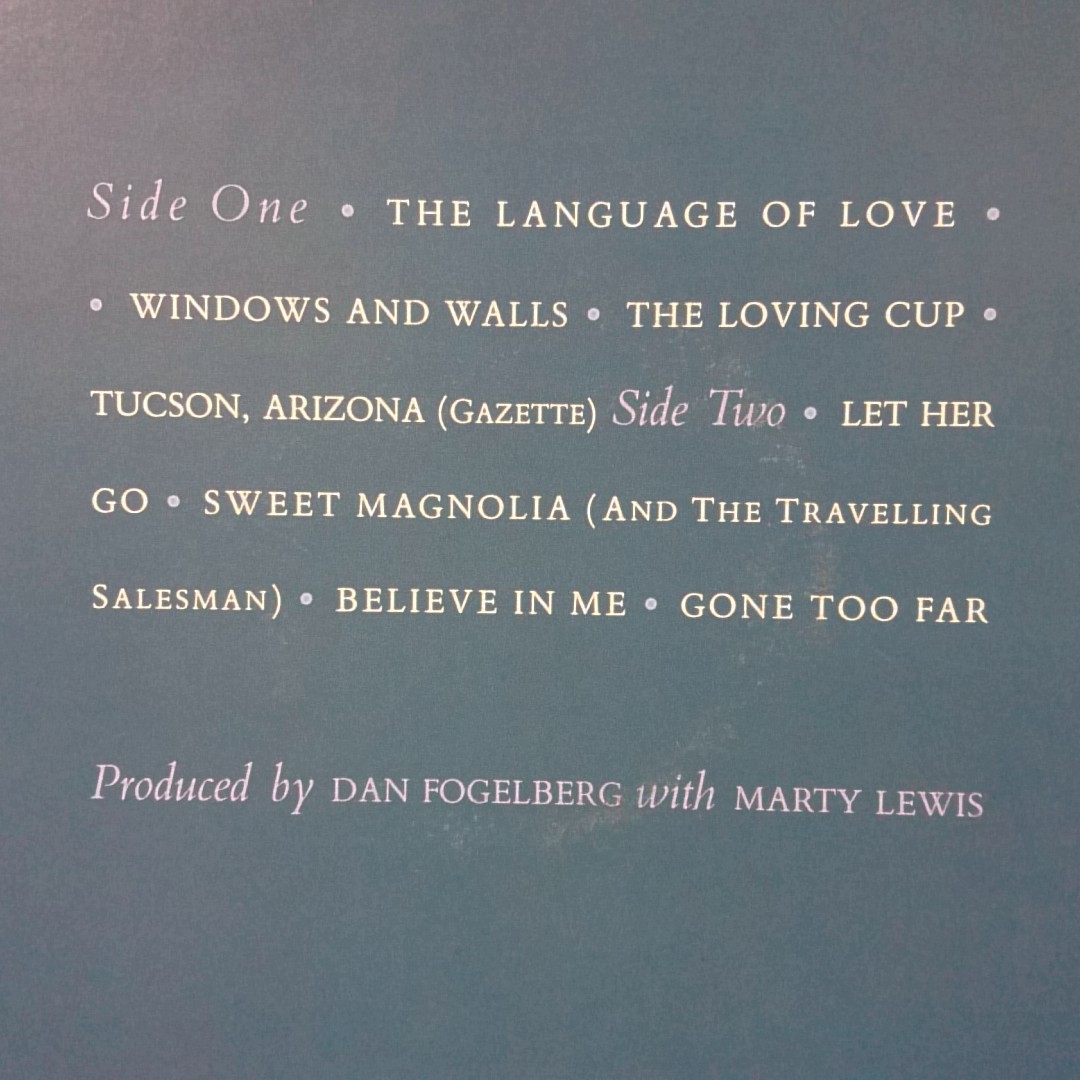 Side One • THE LANGUAGE OF LOVE •
• WINDOWS AND WALLS • THE LOVING CUP •
TUCSON, ARIZONA (GAZETTE) Side Two • LET HER
GO • SWEET MAGNOLIA (AND THE TRAVELLING
SALESMAN) • BELIEVE IN ME • GONE TOO FAR
Produced by DAN FOGELBERG with MARTY LEWIS